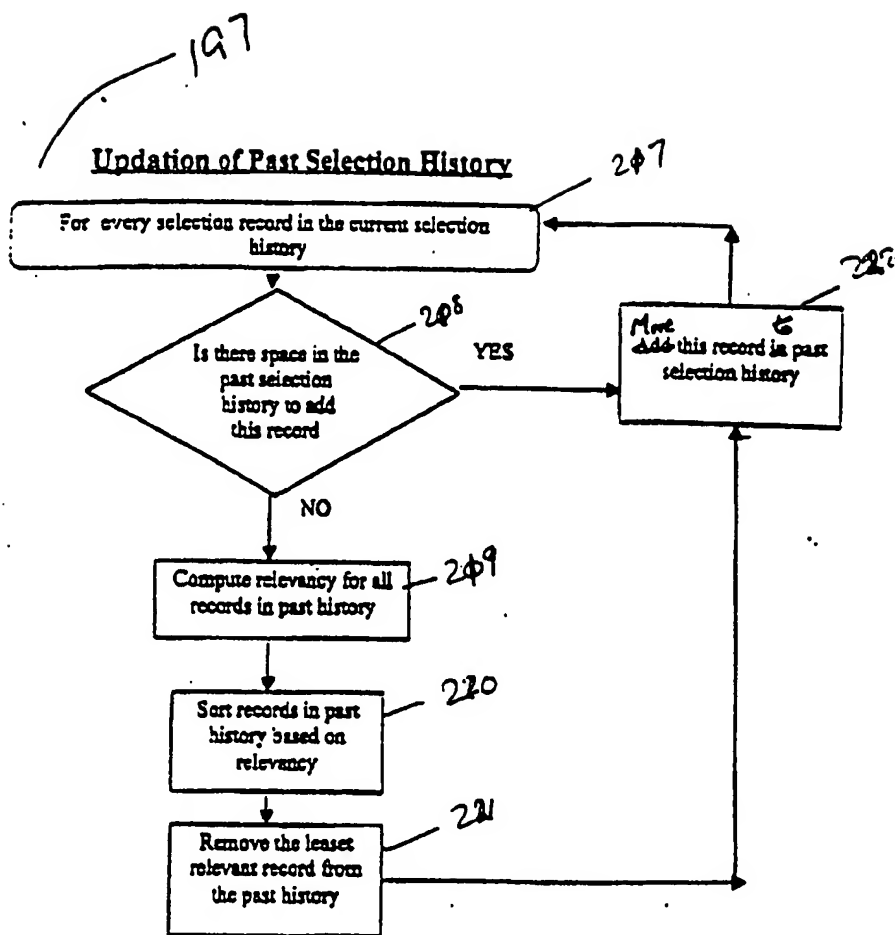 197
Updation of Past Selection History
207
For every selection record in the current selection
history
208
Is there space in the
past selection
history to add
this record
YES
Move to
Add this record in past
selection history
NO
209
Compute relevancy for all
records in past history
220
Sort records in past
history based on
relevancy
221
Remove the leaset
relevant record from
the past history